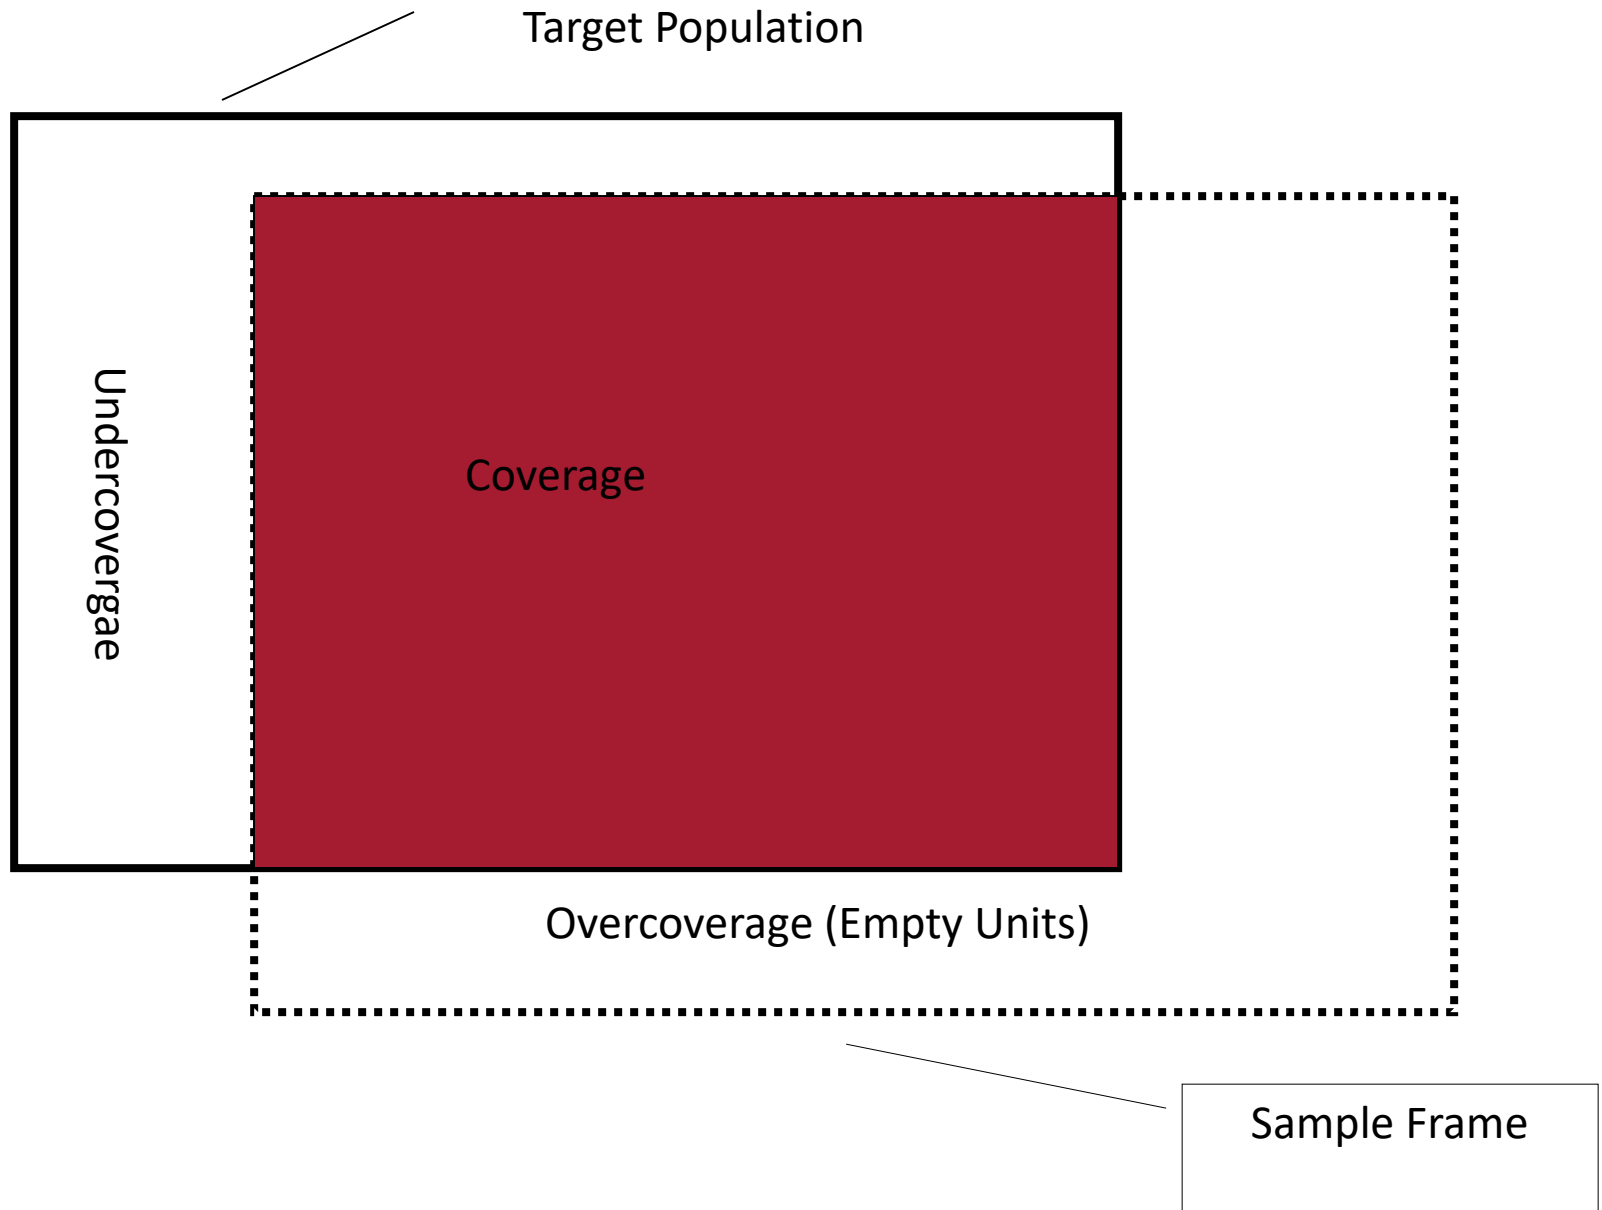 Target Population
Undercovergae
Coverage
Overcoverage (Empty Units)
Sample Frame